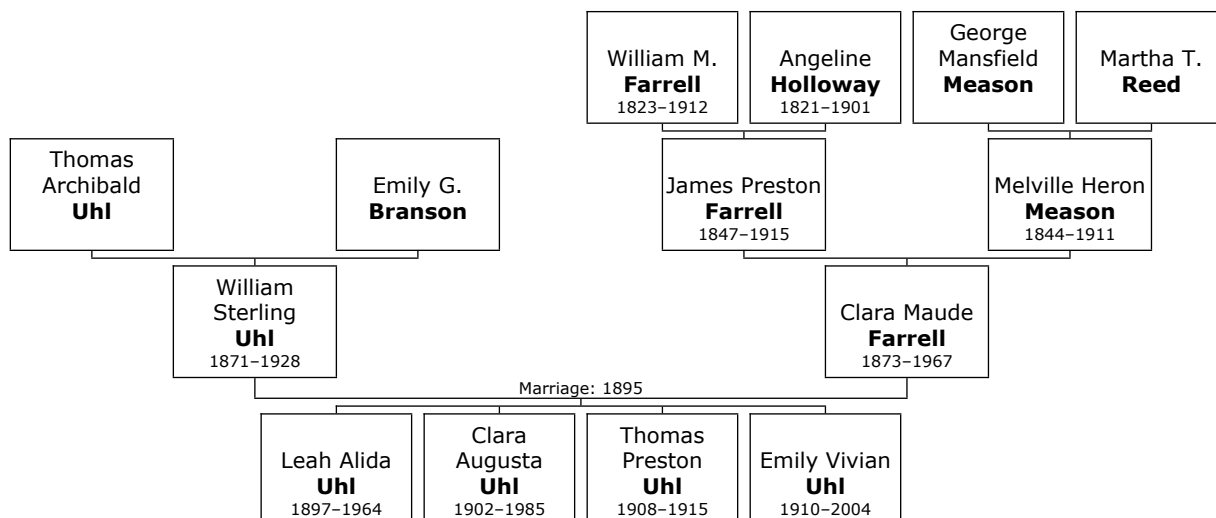 William M.
Farrell
1823–1912
Angeline
Holloway
1821–1901
George
Mansfield
Meason
Martha T.
Reed
Thomas
Archibald
Uhl
Emily G.
Branson
James Preston
Farrell
1847–1915
Melville Heron
Meason
1844–1911
William
Sterling
Uhl
1871–1928
Clara Maude
Farrell
1873–1967
Marriage: 1895
Leah Alida
Uhl
1897–1964
Clara
Augusta
Uhl
1902–1985
Thomas
Preston
Uhl
1908–1915
Emily Vivian
Uhl
1910–2004